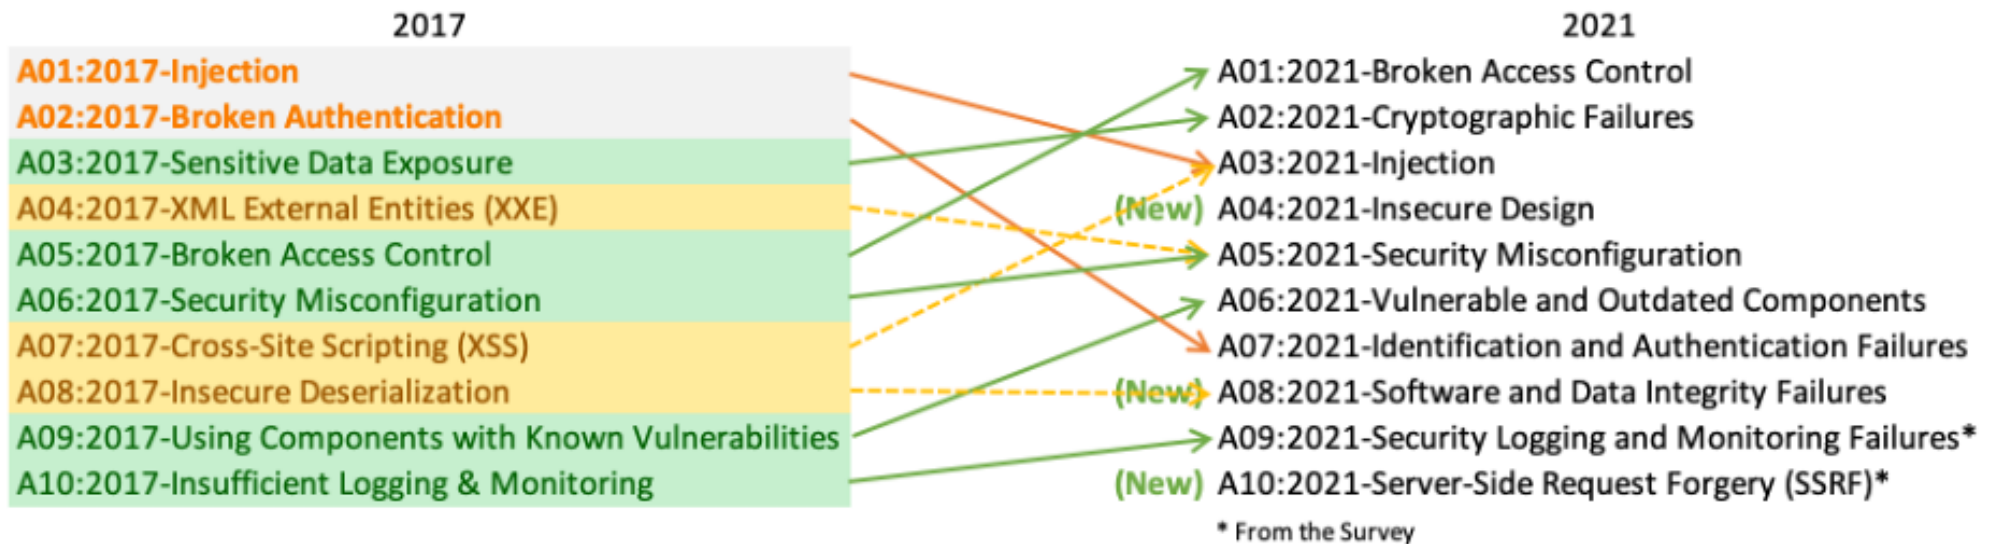 2017
2021
A01:2017-Injection
A01:2021-Broken Access Control
A02:2017-Broken Authentication
A02:2021-Cryptographic Failures
A03:2017-Sensitive Data Exposure
A03:2021-Injection
A04:2017-XML External Entities (XXE)
(New) A04:2021-Insecure Design
A05:2017-Broken Access Control
A05:2021-Security Misconfiguration
A06:2017-Security Misconfiguration
A06:2021-Vulnerable and Outdated Components
A07:2017-Cross-Site Scripting (XSS)
A07:2021-Identification and Authentication Failures
A08:2017-Insecure Deserialization
(New) A08:2021-Software and Data Integrity Failures
A09:2017-Using Components with Known Vulnerabilities
A09:2021-Security Logging and Monitoring Failures*
A10:2017-Insufficient Logging & Monitoring
(New) A10:2021-Server-Side Request Forgery (SSRF)*
* From the Survey